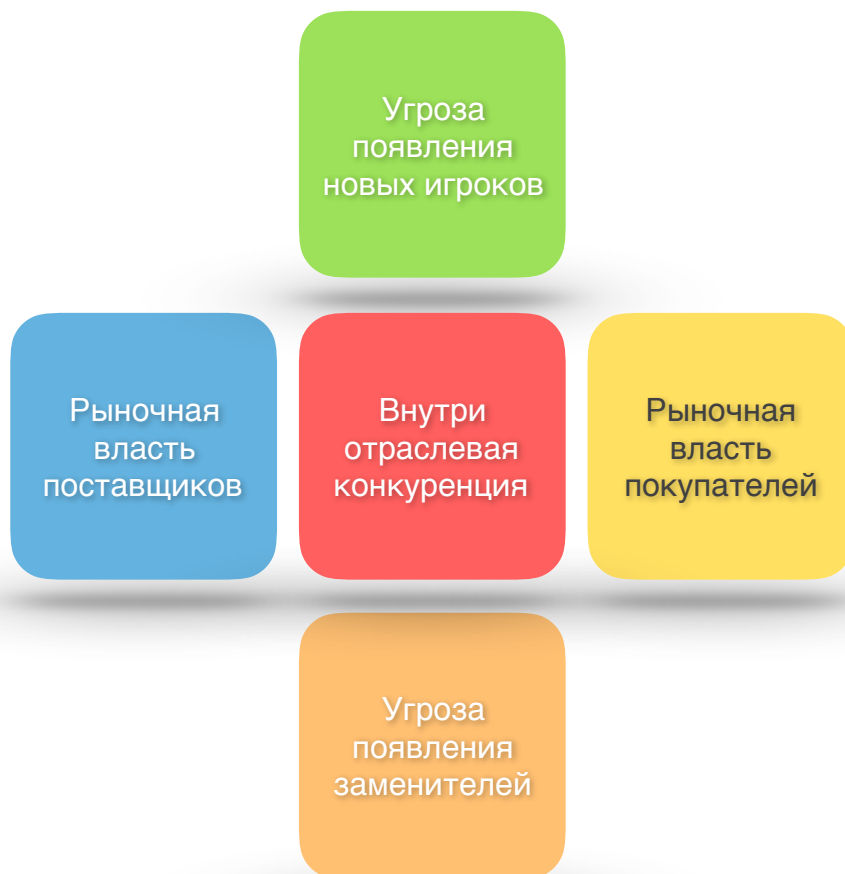 Угроза
появления
новых игроков
Рыночная
власть
поставщиков
Внутри
отраслевая
конкуренция
Рыночная
власть
покупателей
Угроза
появления
заменителей